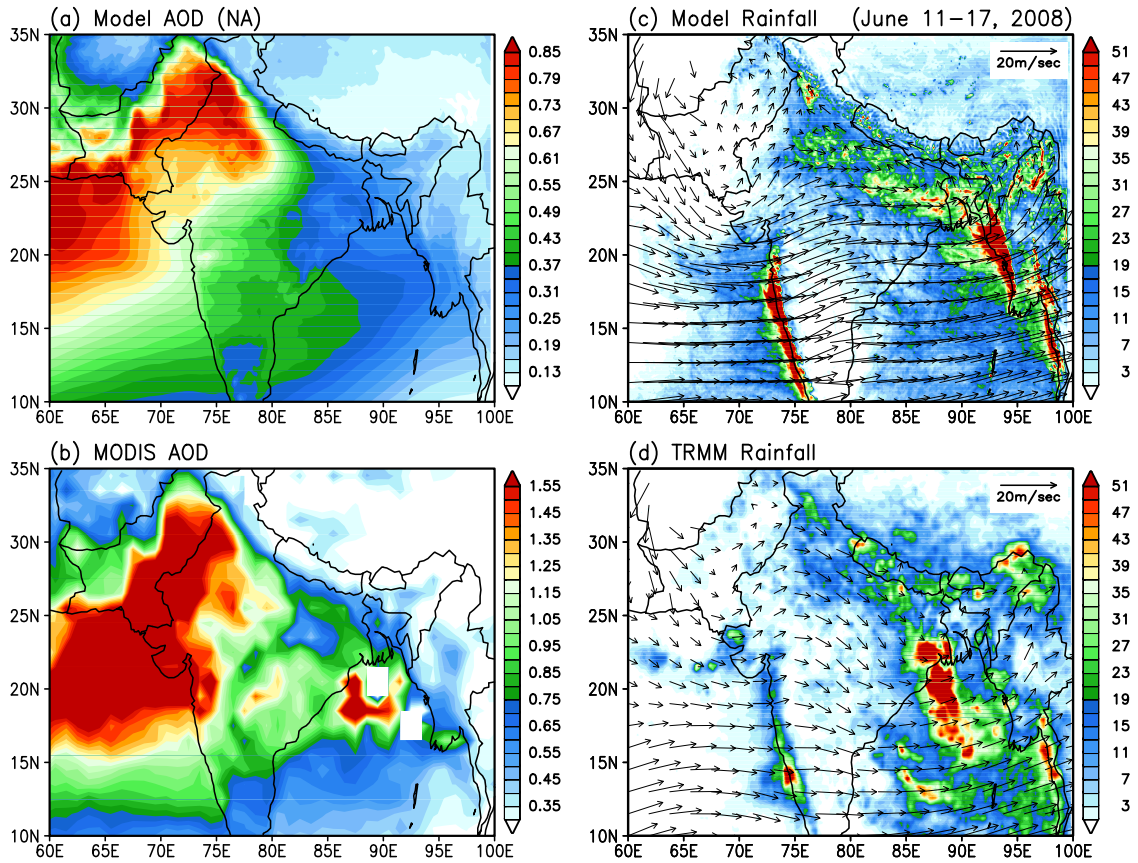 (a) Model AOD (NA)
35N
30N
25N
20N
15N
10N
60E 65E 70E 75E 80E 85E 90E 95E 100E
0.85
0.79
0.73
0.67
0.61
0.55
0.49
0.43
0.37
0.31
0.25
0.19
0.13
(c) Model Rainfall (June 11-17, 2008)
20m/sec
35N
30N
25N
20N
15N
10N
60E 65E 70E 75E 80E 85E 90E 95E 100E
51
47
43
39
35
31
27
23
19
15
11
7
3
(b) MODIS AOD
35N
30N
25N
20N
15N
10N
60E 65E 70E 75E 80E 85E 90E 95E 100E
1.55
1.45
1.35
1.25
1.15
1.05
0.95
0.85
0.75
0.65
0.55
0.45
0.35
(d) TRMM Rainfall
20m/sec
35N
30N
25N
20N
15N
10N
60E 65E 70E 75E 80E 85E 90E 95E 100E
51
47
43
39
35
31
27
23
19
15
11
7
3